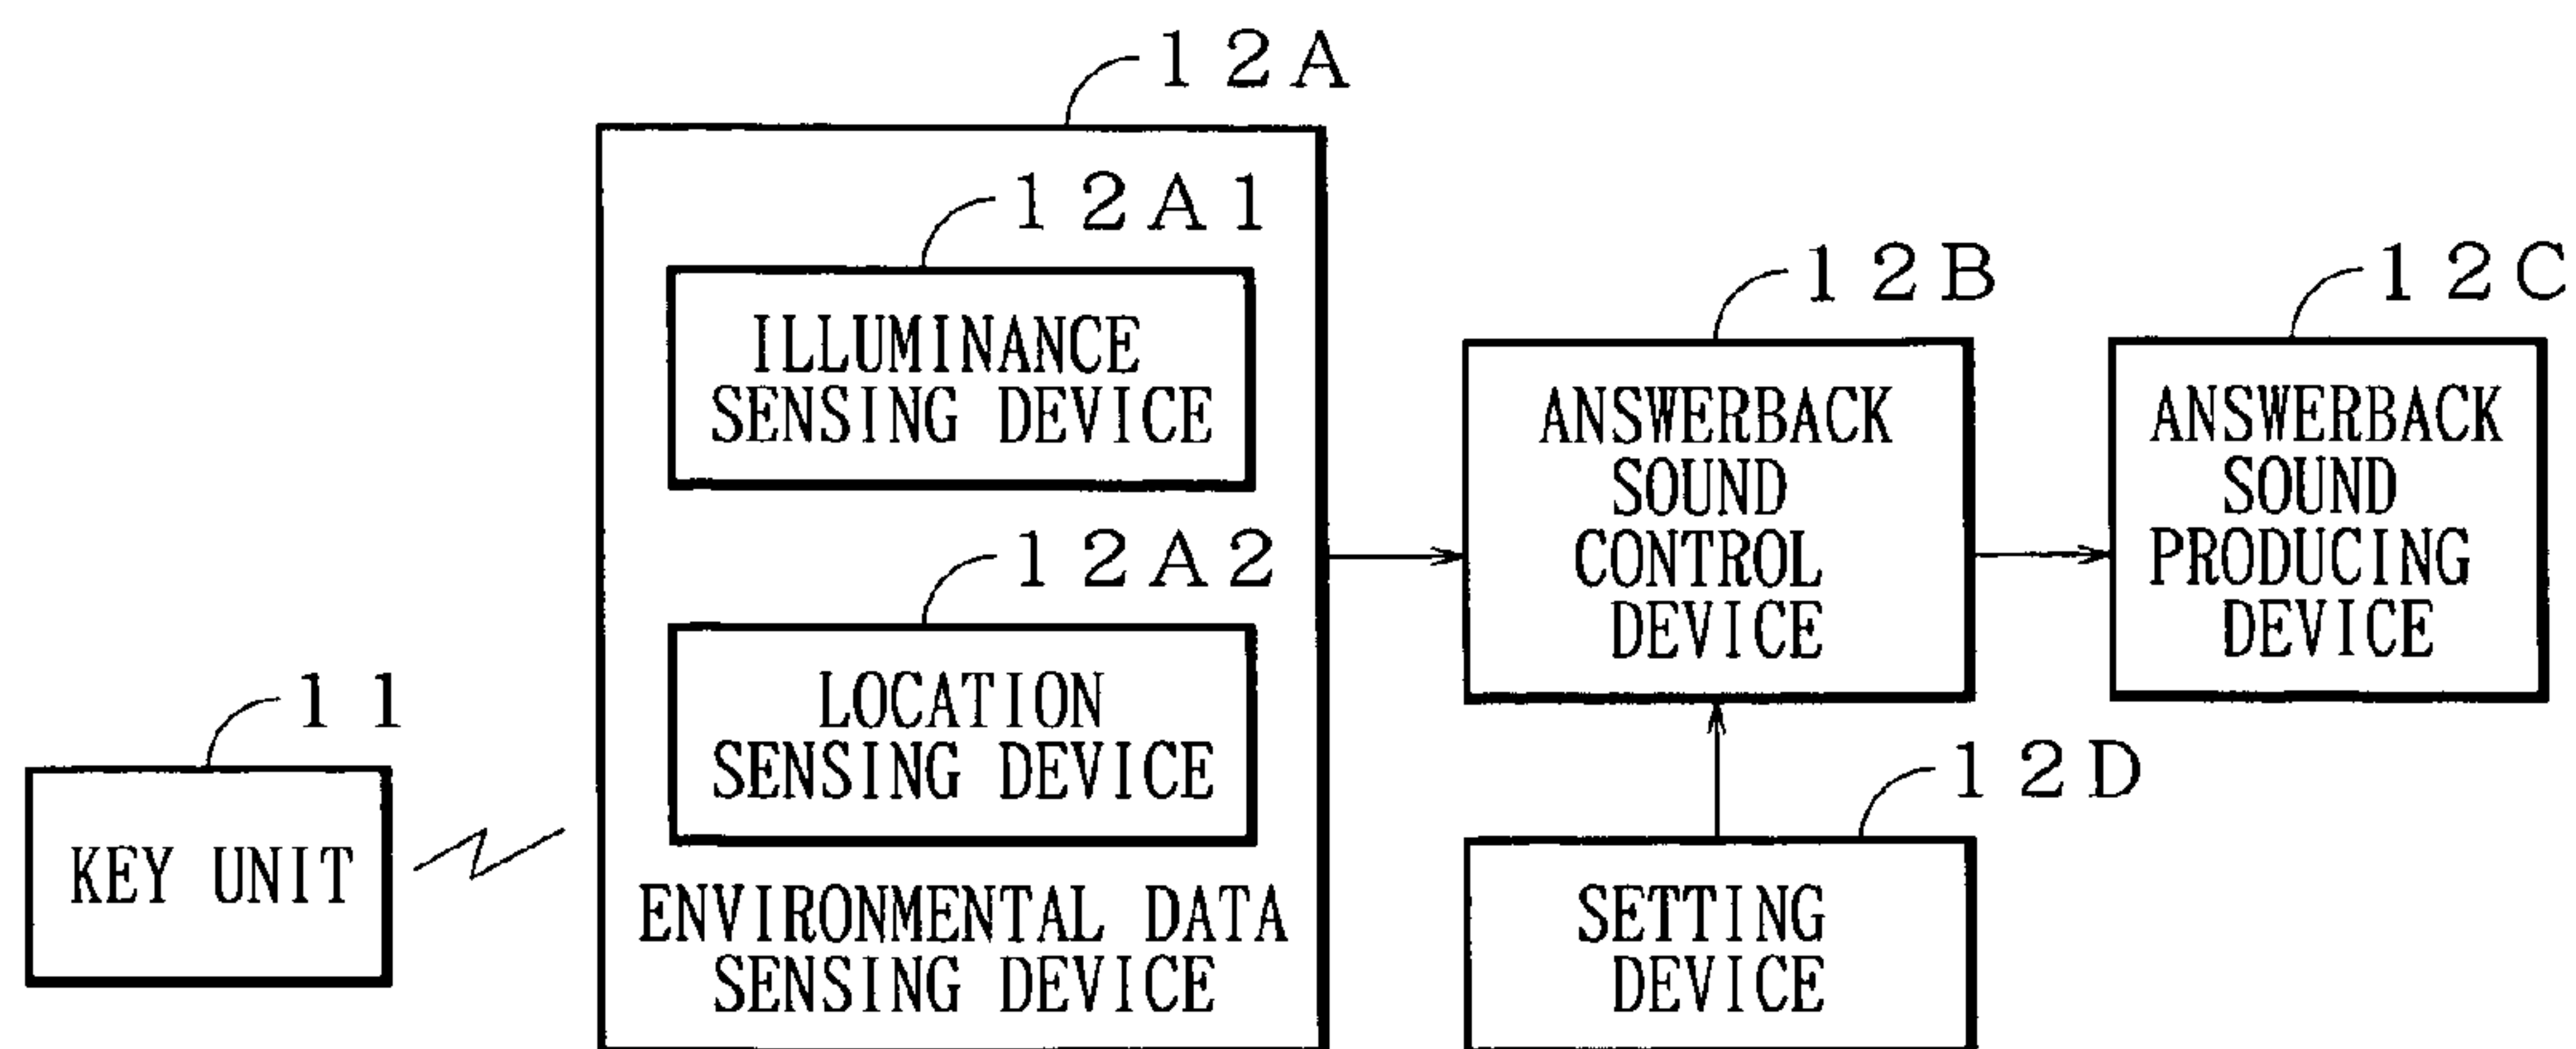 12A
12A1
ILLUMINANCE
SENSING DEVICE
12A2
LOCATION
SENSING DEVICE
ENVIRONMENTAL DATA
SENSING DEVICE
11
KEY UNIT
12B
ANSWERBACK
SOUND
CONTROL
DEVICE
12C
ANSWERBACK
SOUND
PRODUCING
DEVICE
12D
SETTING
DEVICE